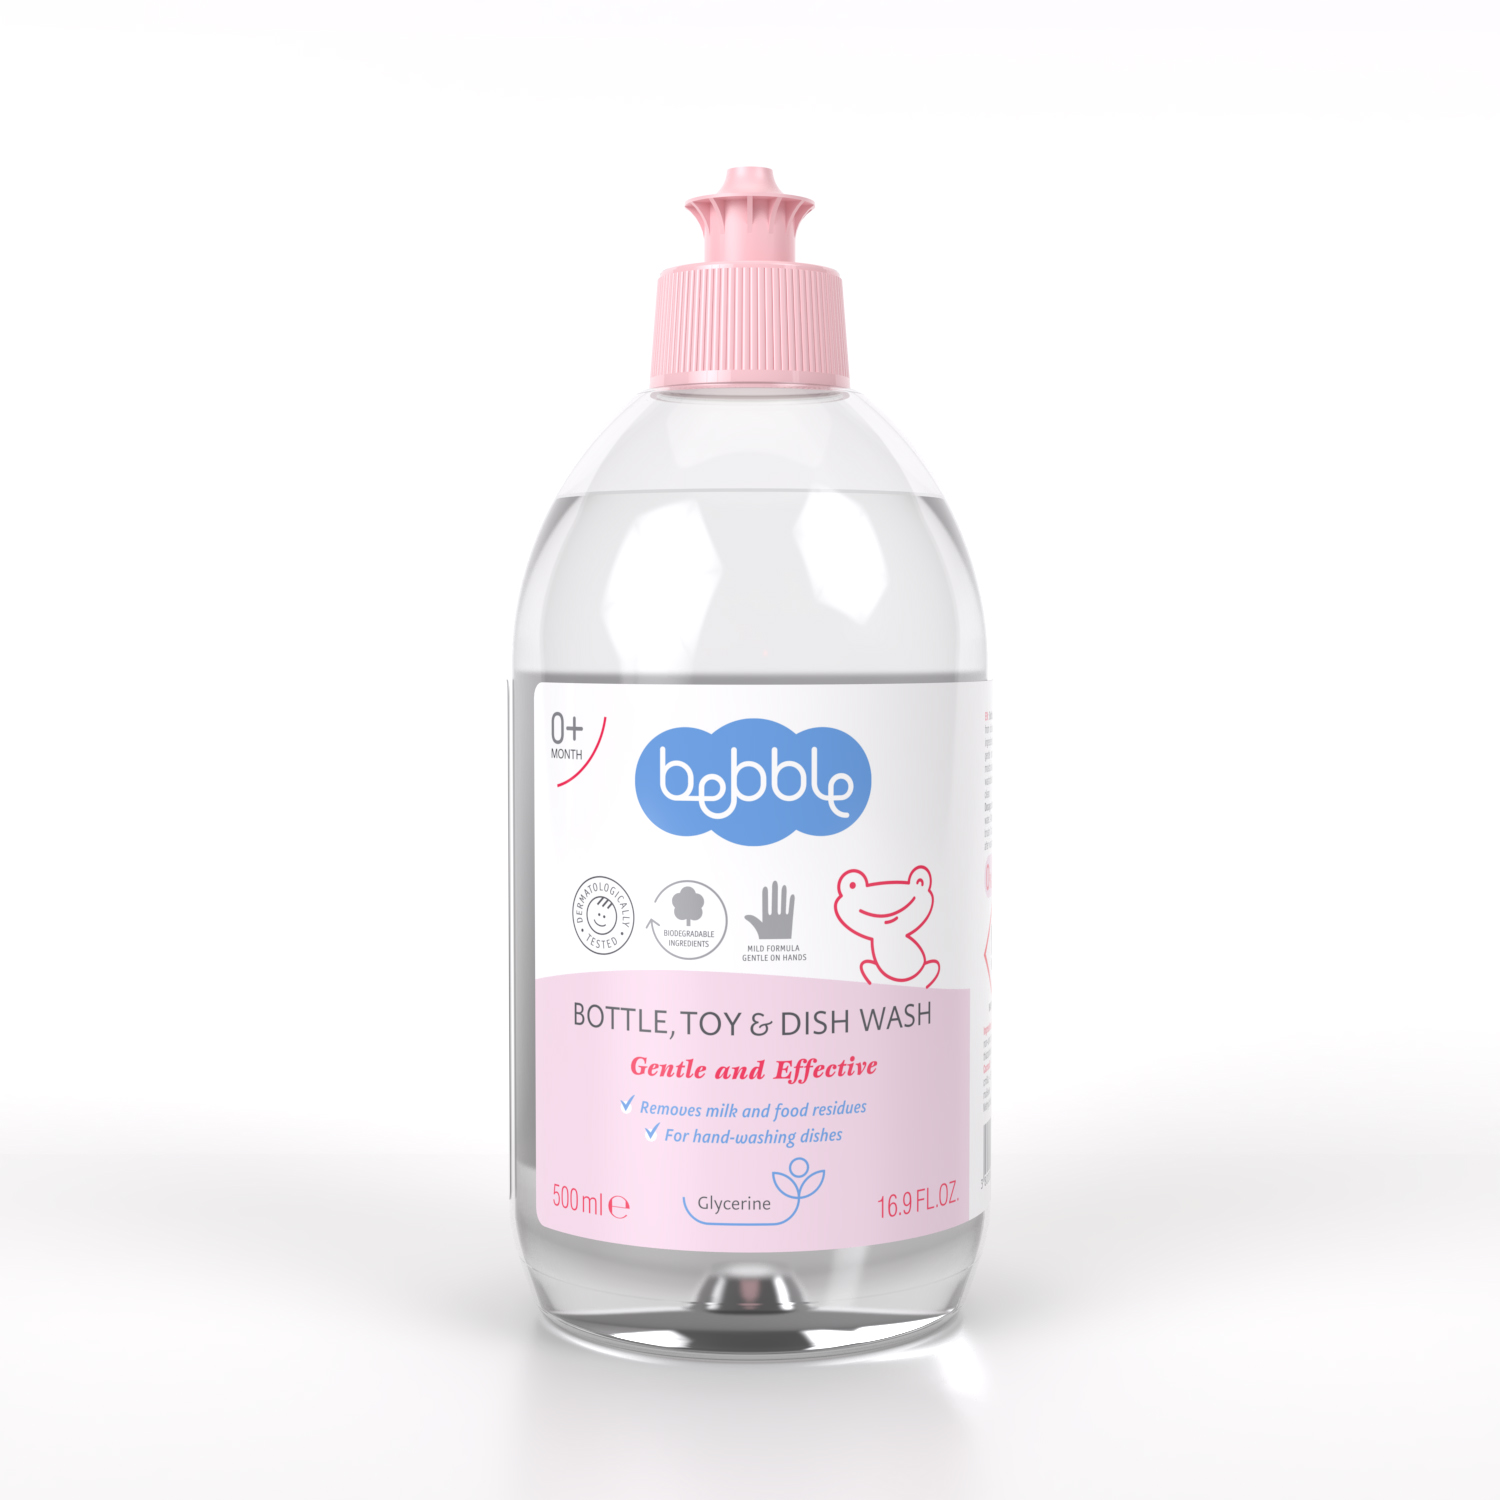 0+
MONTH
bebble
DERMATOLOGICALLY
• TESTED •
BIODEGRADABLE
INGREDIENTS
MILD FORMULA
GENTLE ON HANDS
BOTTLE, TOY & DISH WASH
Gentle and Effective
✓ Removes milk and food residues
✓ For hand-washing dishes
Glycerine
500 ml ℮
16.9 FL.OZ.